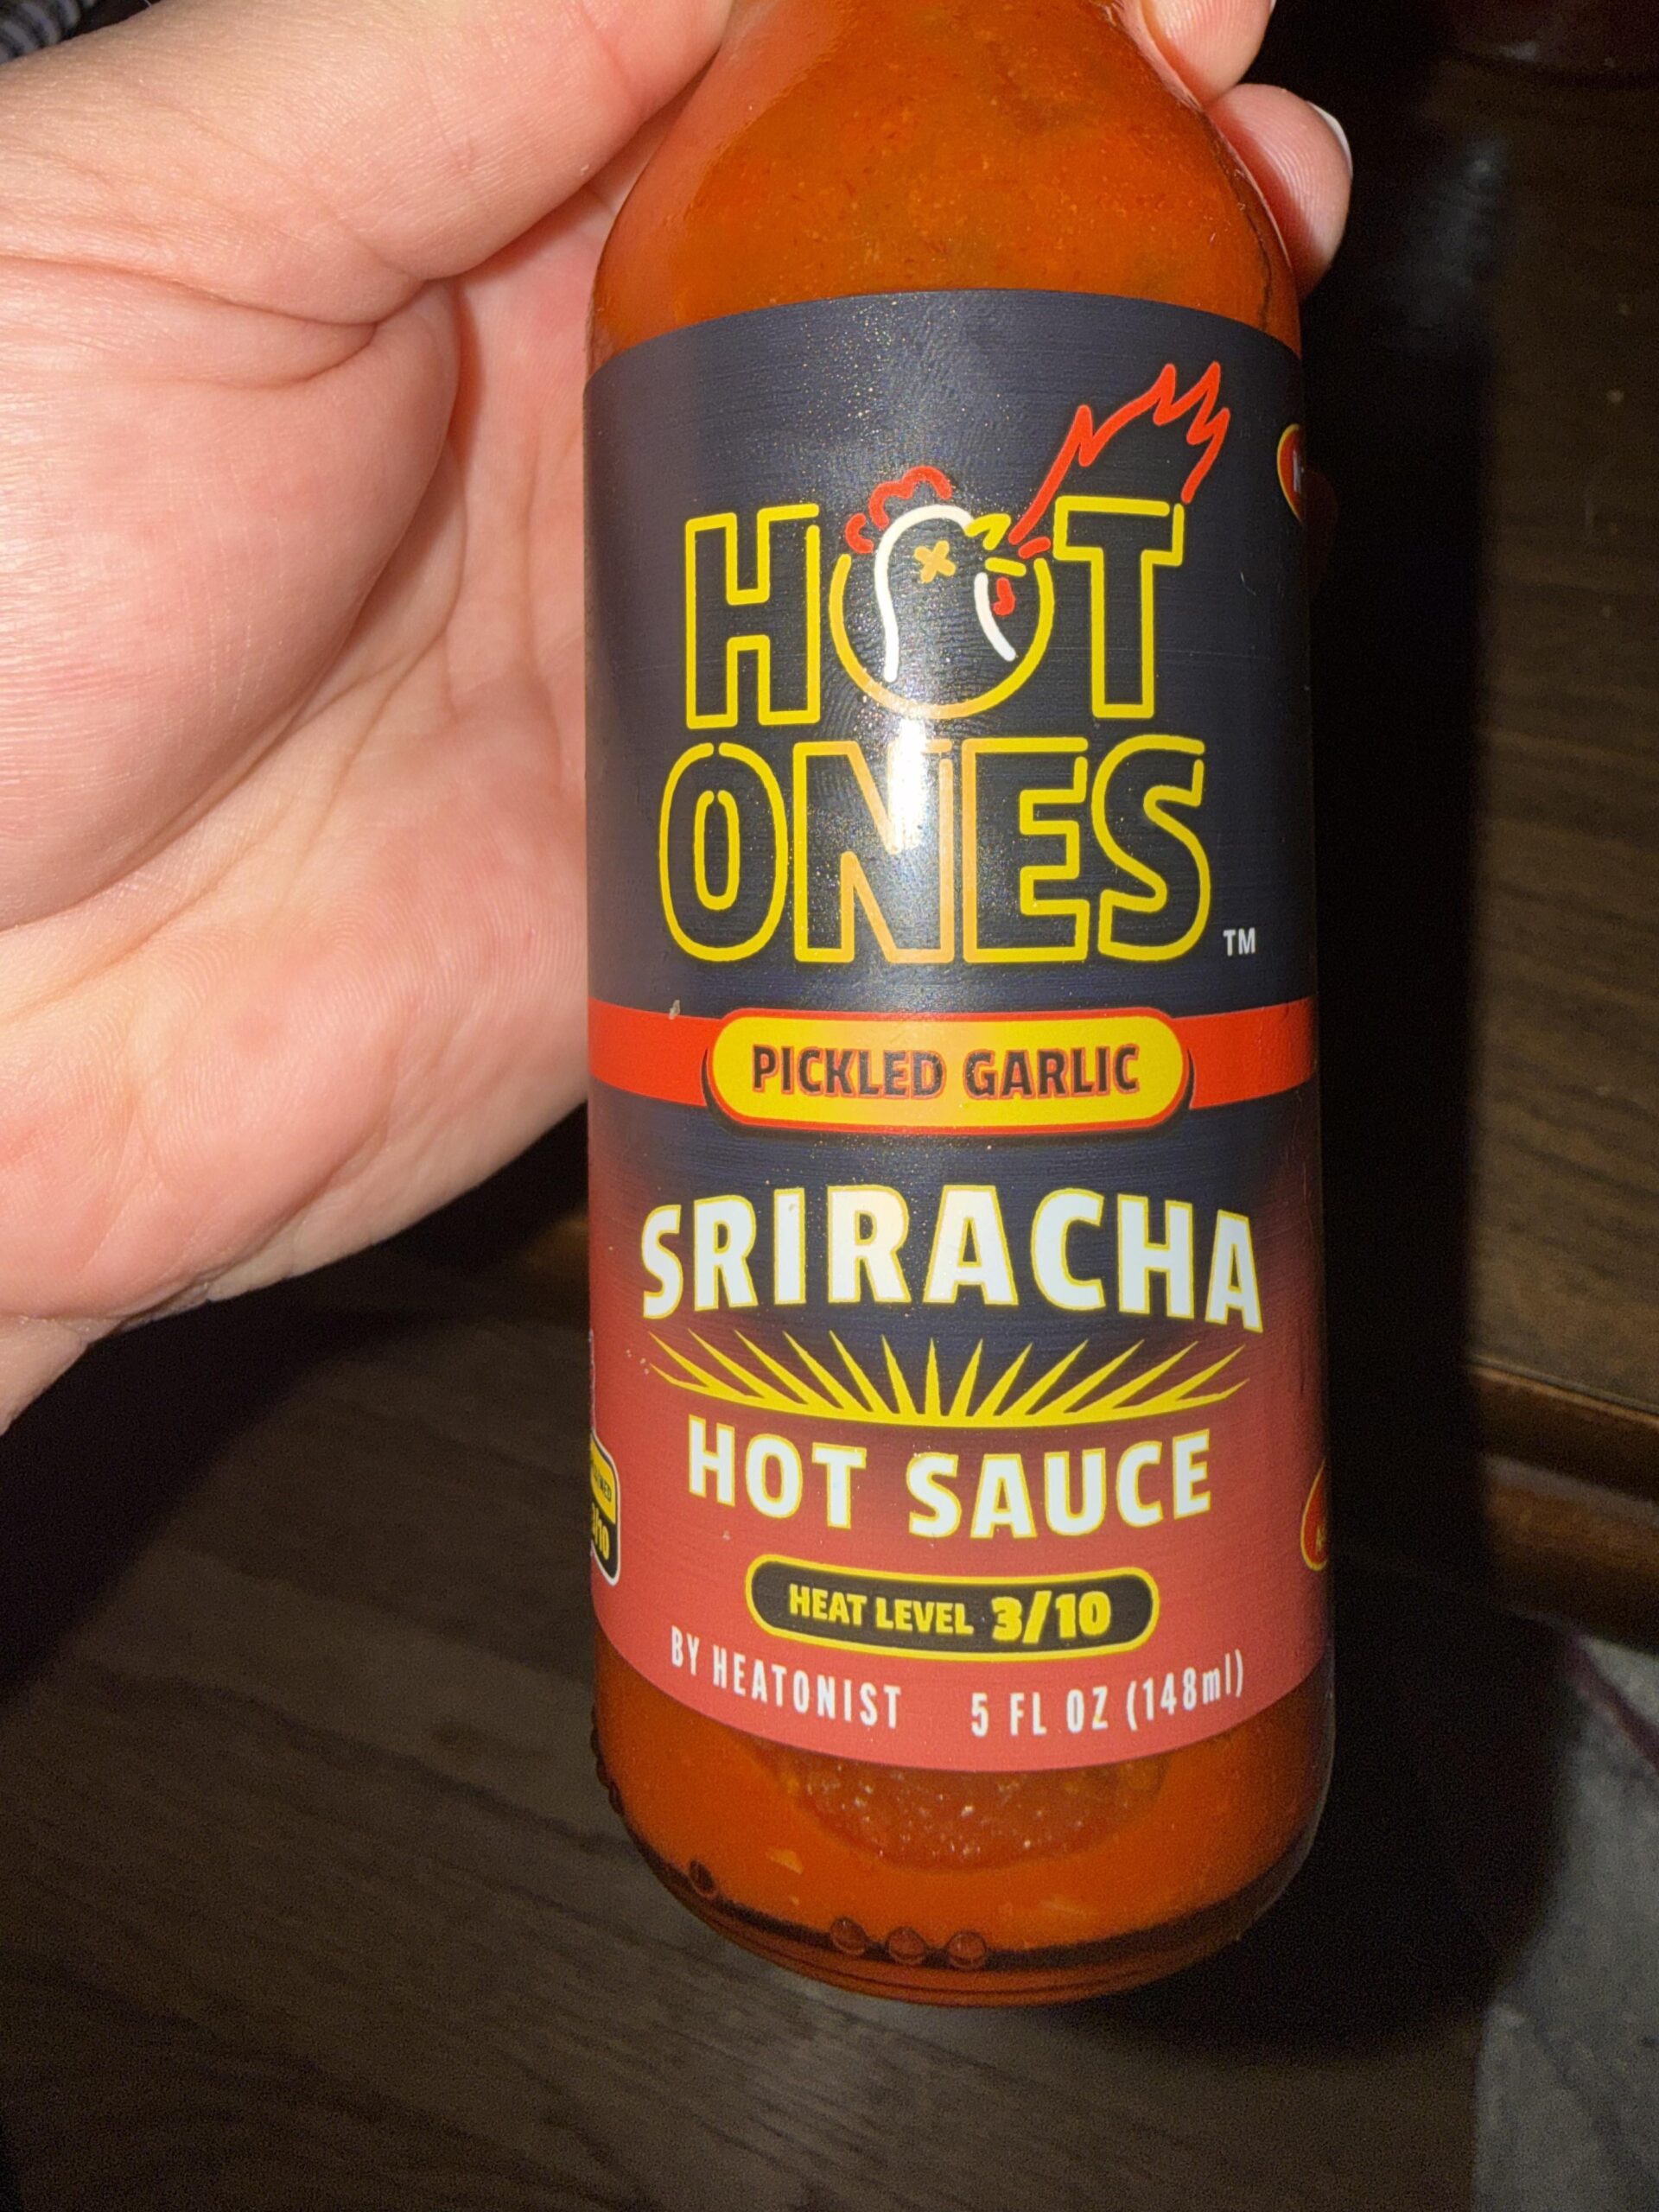 HOT
ONES
TM
PICKLED GARLIC
SRIRACHA
HOT SAUCE
HEAT LEVEL 3/10
BY HEATONIST 5 FL OZ (148ml)